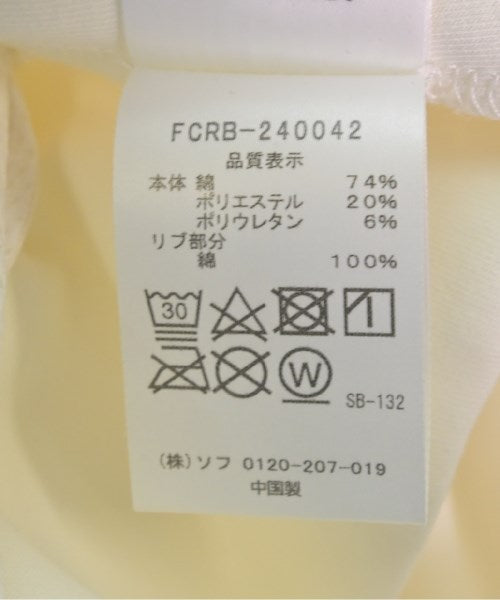 FCRB-240042
品質表示
本体 綿 74%
ポリエステル 20%
ポリウレタン 6%
リブ部分
綿 100%
30
W
SB-132
(株)ソフ 0120-207-019
中国製